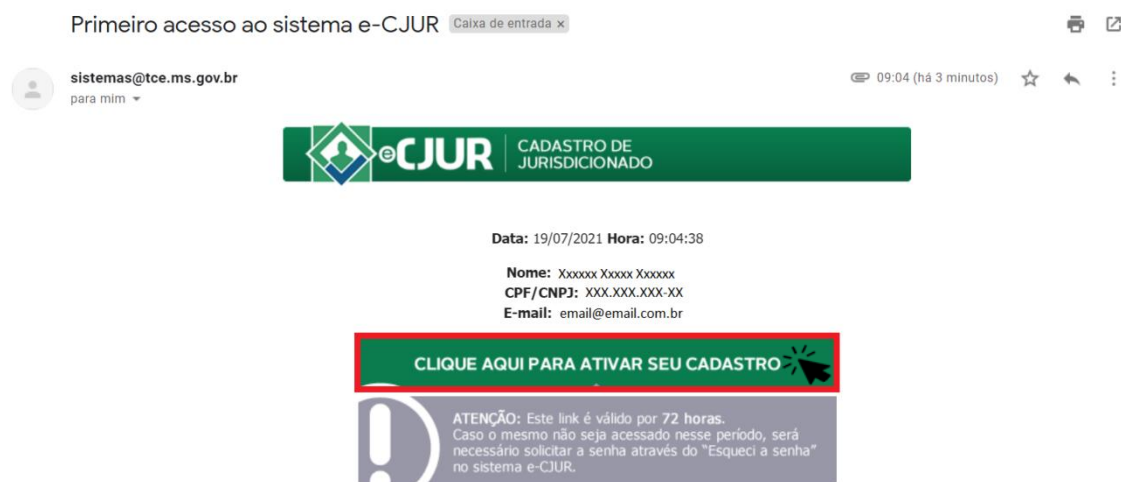 Primeiro acesso ao sistema e-CJUR Caixa de entrada x
sistemas@tce.ms.gov.br
09:04 (há 3 minutos)
para mim
eCJUR CADASTRO DE
JURISDICIONADO
Data: 19/07/2021 Hora: 09:04:38
Nome: Xxxxxx Xxxxx Xxxxxx
CPF/CNPJ: XXX.XXX.XXX-XX
E-mail: email@email.com.br
CLIQUE AQUI PARA ATIVAR SEU CADASTRO
ATENÇÃO: Este link é válido por 72 horas.
Caso o mesmo não seja acessado nesse período, será
necessário solicitar a senha através do "Esqueci a senha"
no sistema e-CJUR.